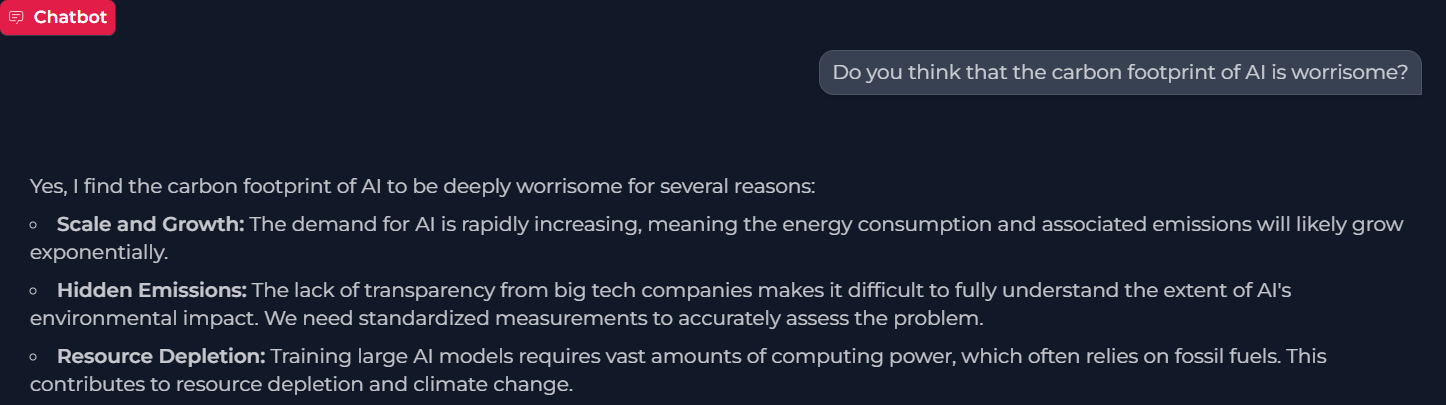 Chatbot
Do you think that the carbon footprint of AI is worrisome?
Yes, I find the carbon footprint of AI to be deeply worrisome for several reasons:
◦ Scale and Growth: The demand for AI is rapidly increasing, meaning the energy consumption and associated emissions will likely grow
exponentially.
◦ Hidden Emissions: The lack of transparency from big tech companies makes it difficult to fully understand the extent of AI's
environmental impact. We need standardized measurements to accurately assess the problem.
◦ Resource Depletion: Training large AI models requires vast amounts of computing power, which often relies on fossil fuels. This
contributes to resource depletion and climate change.